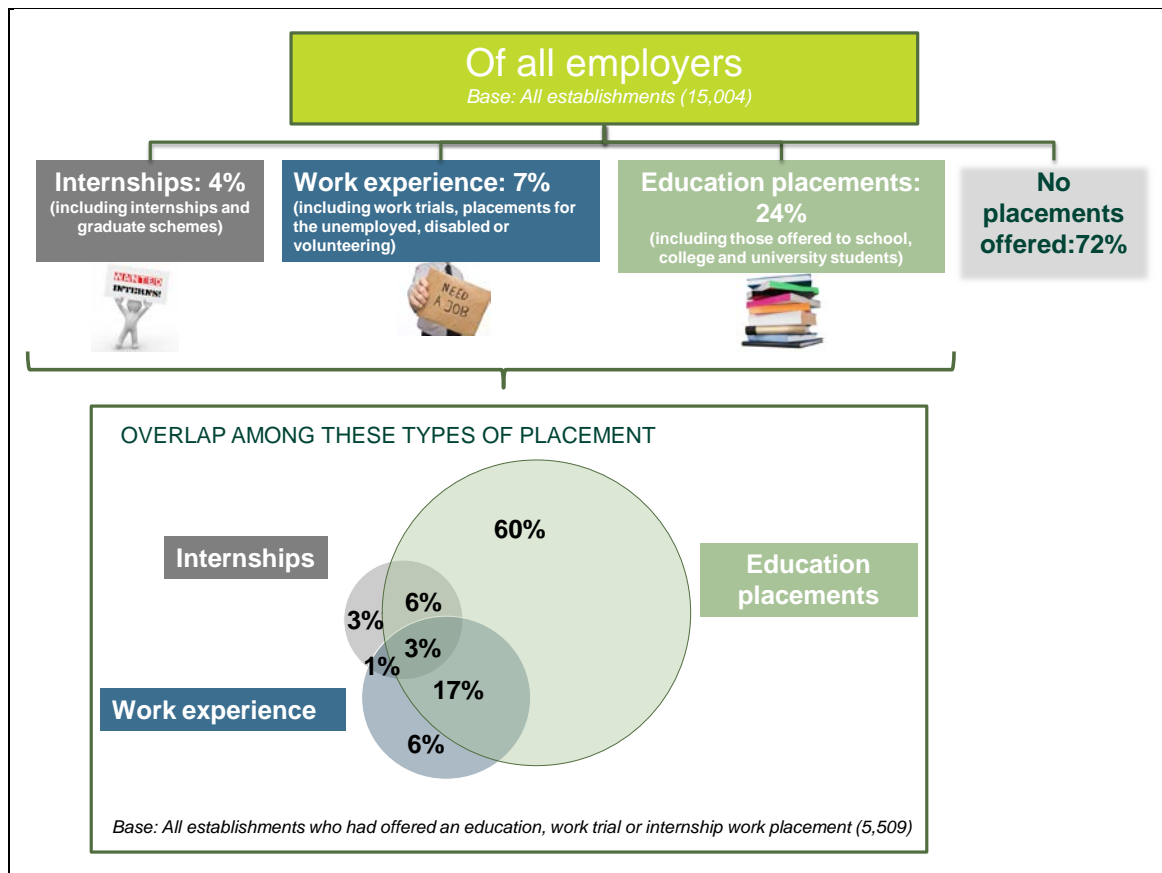 Of all employers
Base: All establishments (15,004)
Internships: 4%
(including internships and
graduate schemes)
Work experience: 7%
(including work trials, placements for
the unemployed, disabled or
volunteering)
Education placements:
24%
(including those offered to school,
college and university students)
No
placements
offered:72%
WANTED
INTERNS!
NEED
A JOB
OVERLAP AMONG THESE TYPES OF PLACEMENT
60%
Internships
Education
placements
6%
3%
3%
1%
17%
Work experience
6%
Base: All establishments who had offered an education, work trial or internship work placement (5,509)